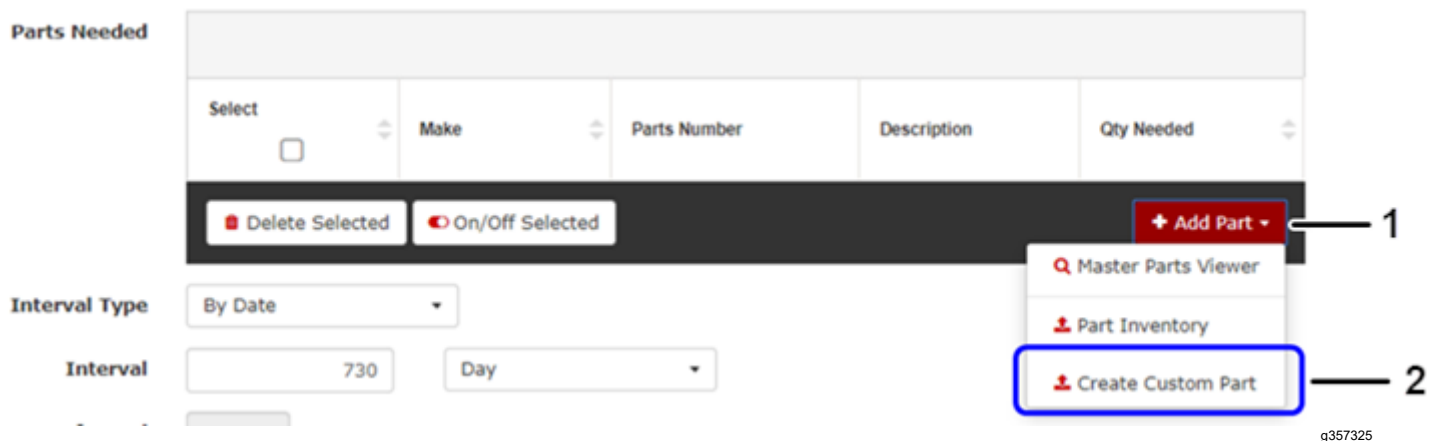 Parts Needed
Select
Make
Parts Number
Description
Qty Needed
Delete Selected
On/Off Selected
Add Part
1
Master Parts Viewer
Interval Type
By Date
Part Inventory
Interval
730
Day
Create Custom Part
2
g357325